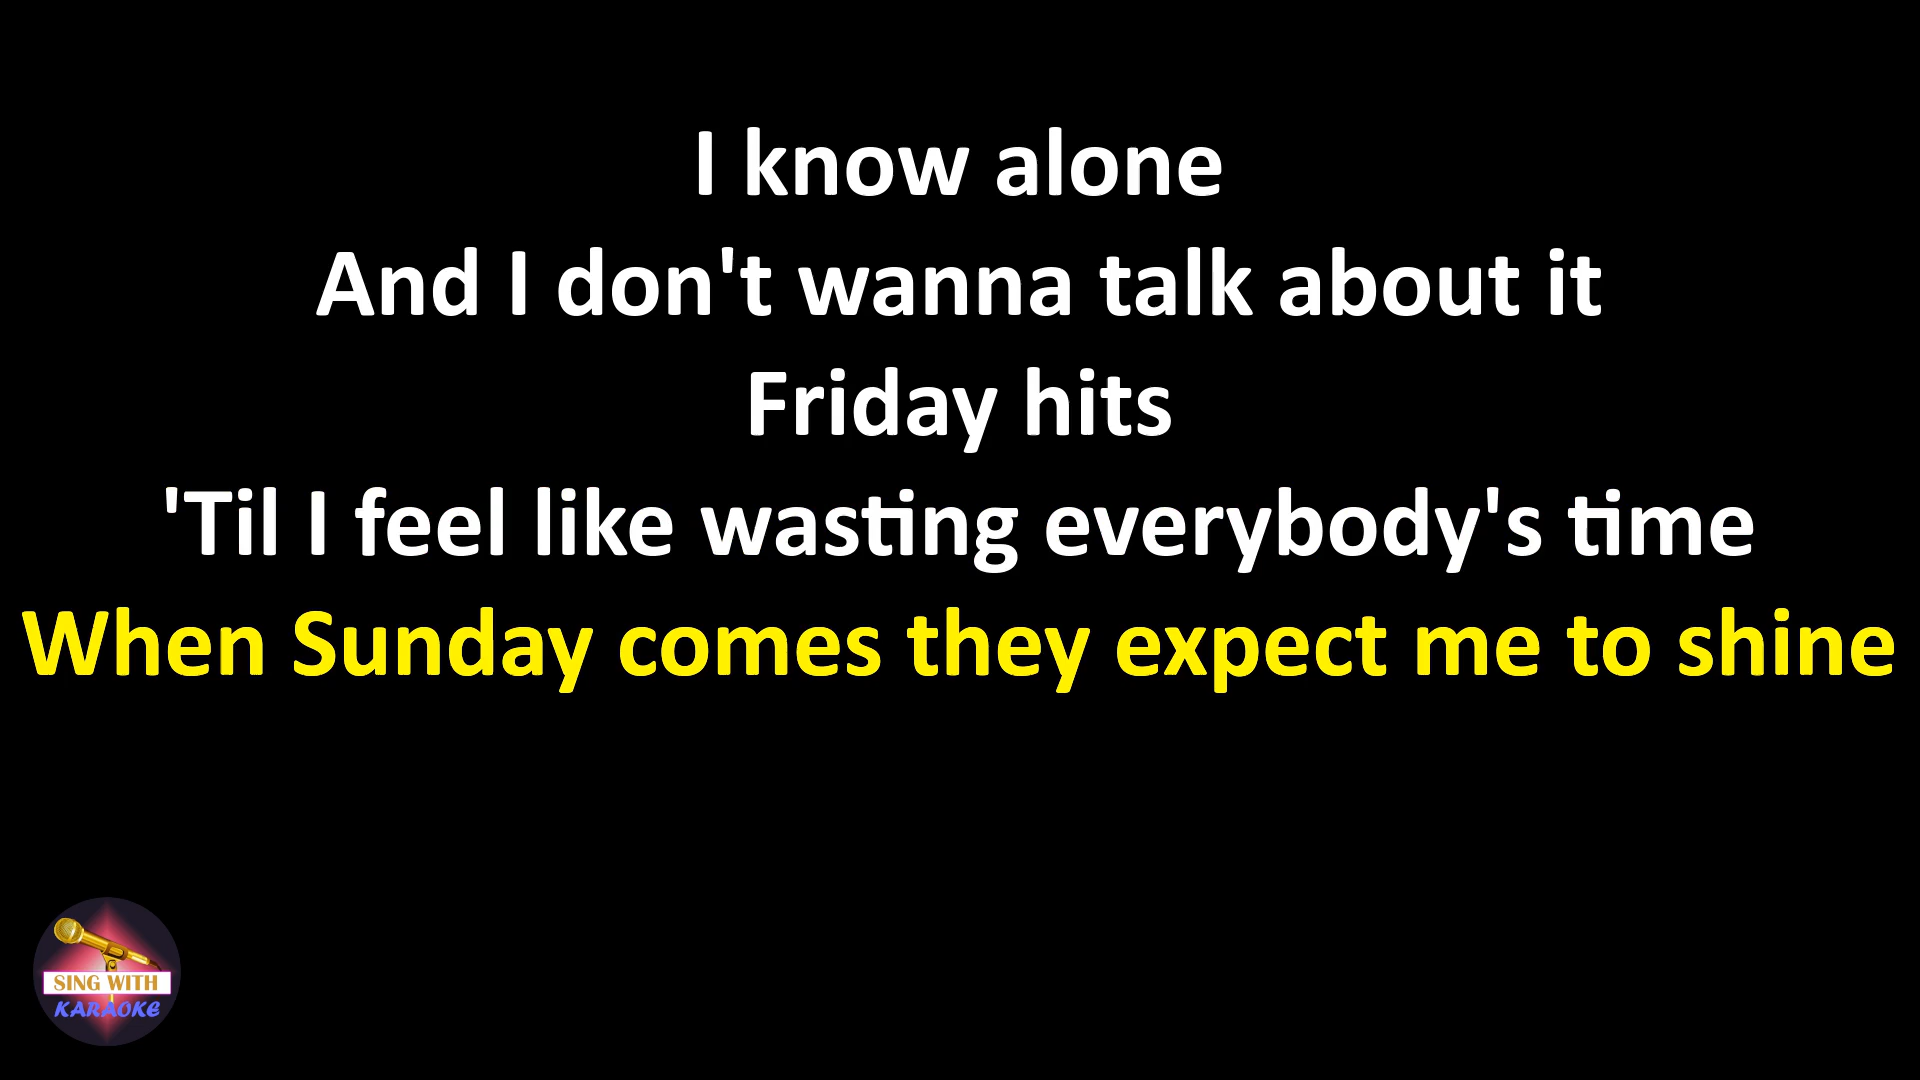 I know alone
And I don't wanna talk about it
Friday hits
'Til I feel like wasting everybody's time
When Sunday comes they expect me to shine
SING WITH
KARAOKE